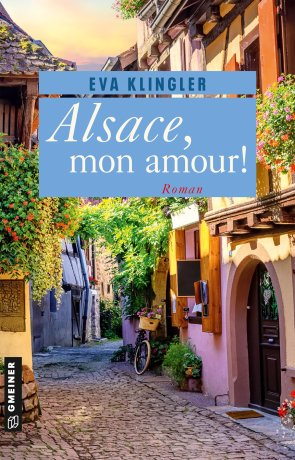 EVA KLINGLER
Alsace,
mon amour!
Roman
GMEINER